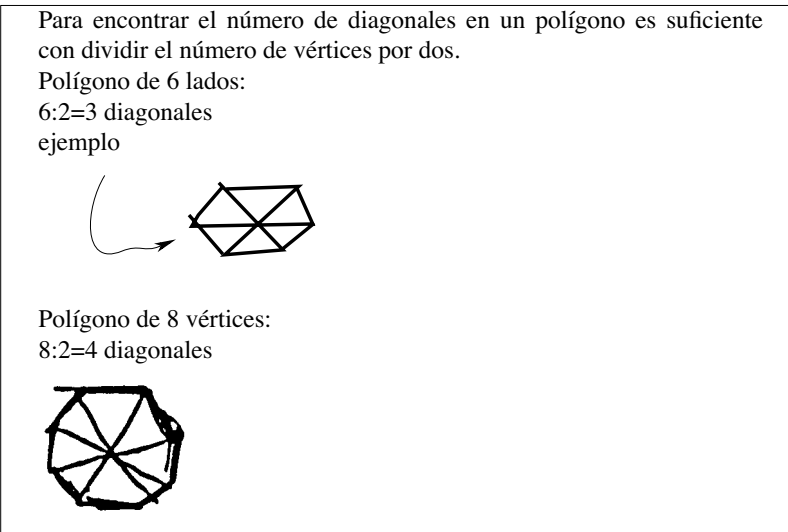 Para encontrar el número de diagonales en un polígono es suficiente
con dividir el número de vértices por dos.
Polígono de 6 lados:
6:2=3 diagonales
ejemplo
Polígono de 8 vértices:
8:2=4 diagonales